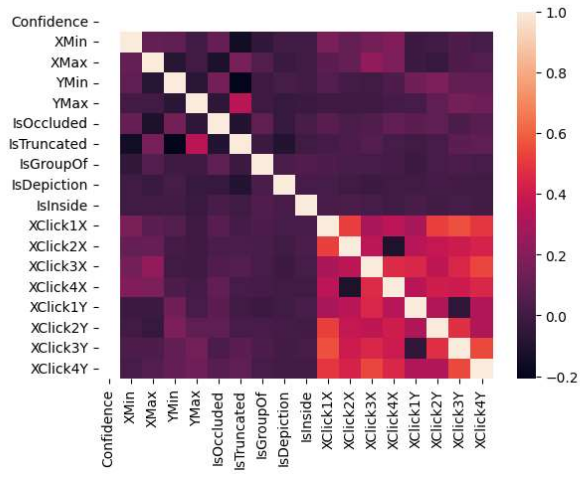 Confidence
XMin
XMax
YMin
YMax
IsOccluded
IsTruncated
IsGroupOf
IsDepiction
IsInside
XClick1X
XClick2X
XClick3X
XClick4X
XClick1Y
XClick2Y
XClick3Y
XClick4Y
Confidence
XMin
XMax
YMin
YMax
IsOccluded
IsTruncated
IsGroupOf
IsDepiction
IsInside
XClick1X
XClick2X
XClick3X
XClick4X
XClick1Y
XClick2Y
XClick3Y
XClick4Y
1.0
0.8
0.6
0.4
0.2
0.0
−0.2